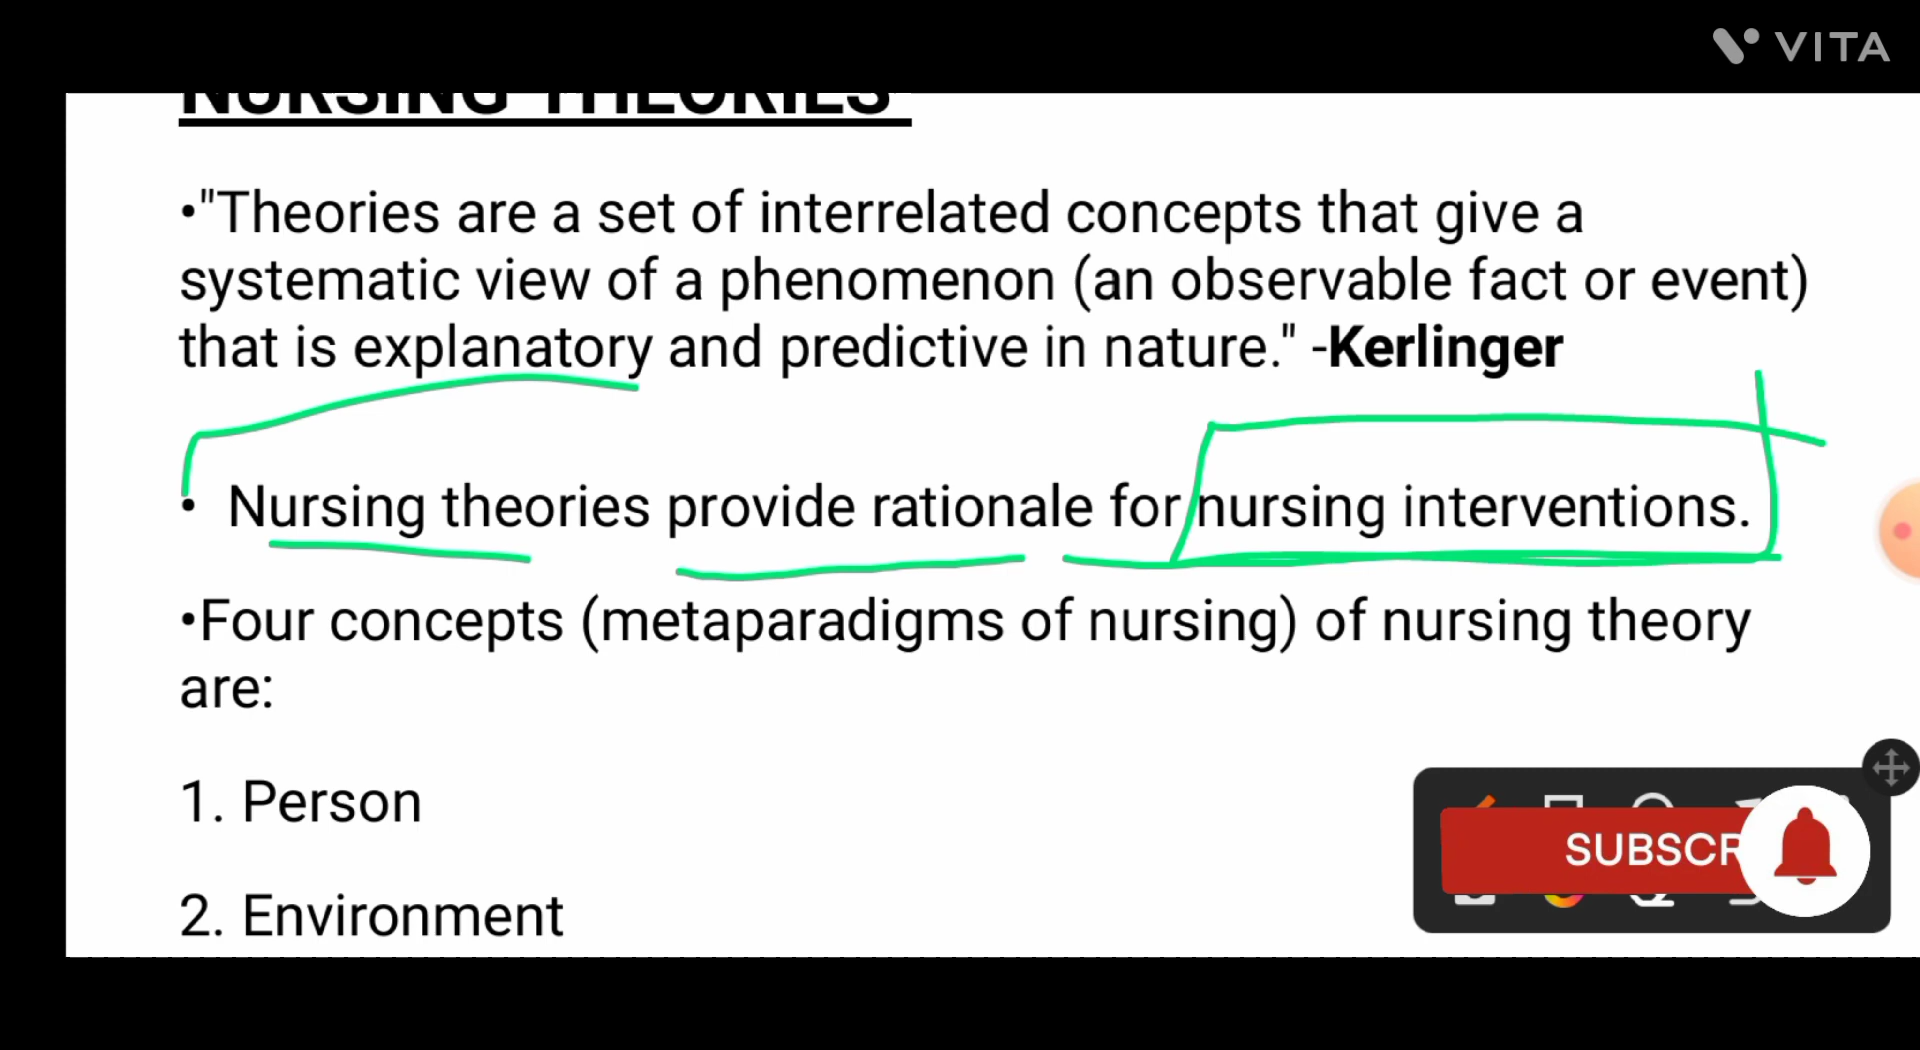 VITA
NURSING THEORIES
•"Theories are a set of interrelated concepts that give a
systematic view of a phenomenon (an observable fact or event)
that is explanatory and predictive in nature." -Kerlinger
• Nursing theories provide rationale for nursing interventions.
•Four concepts (metaparadigms of nursing) of nursing theory
are:
1. Person
2. Environment
SUBSCR